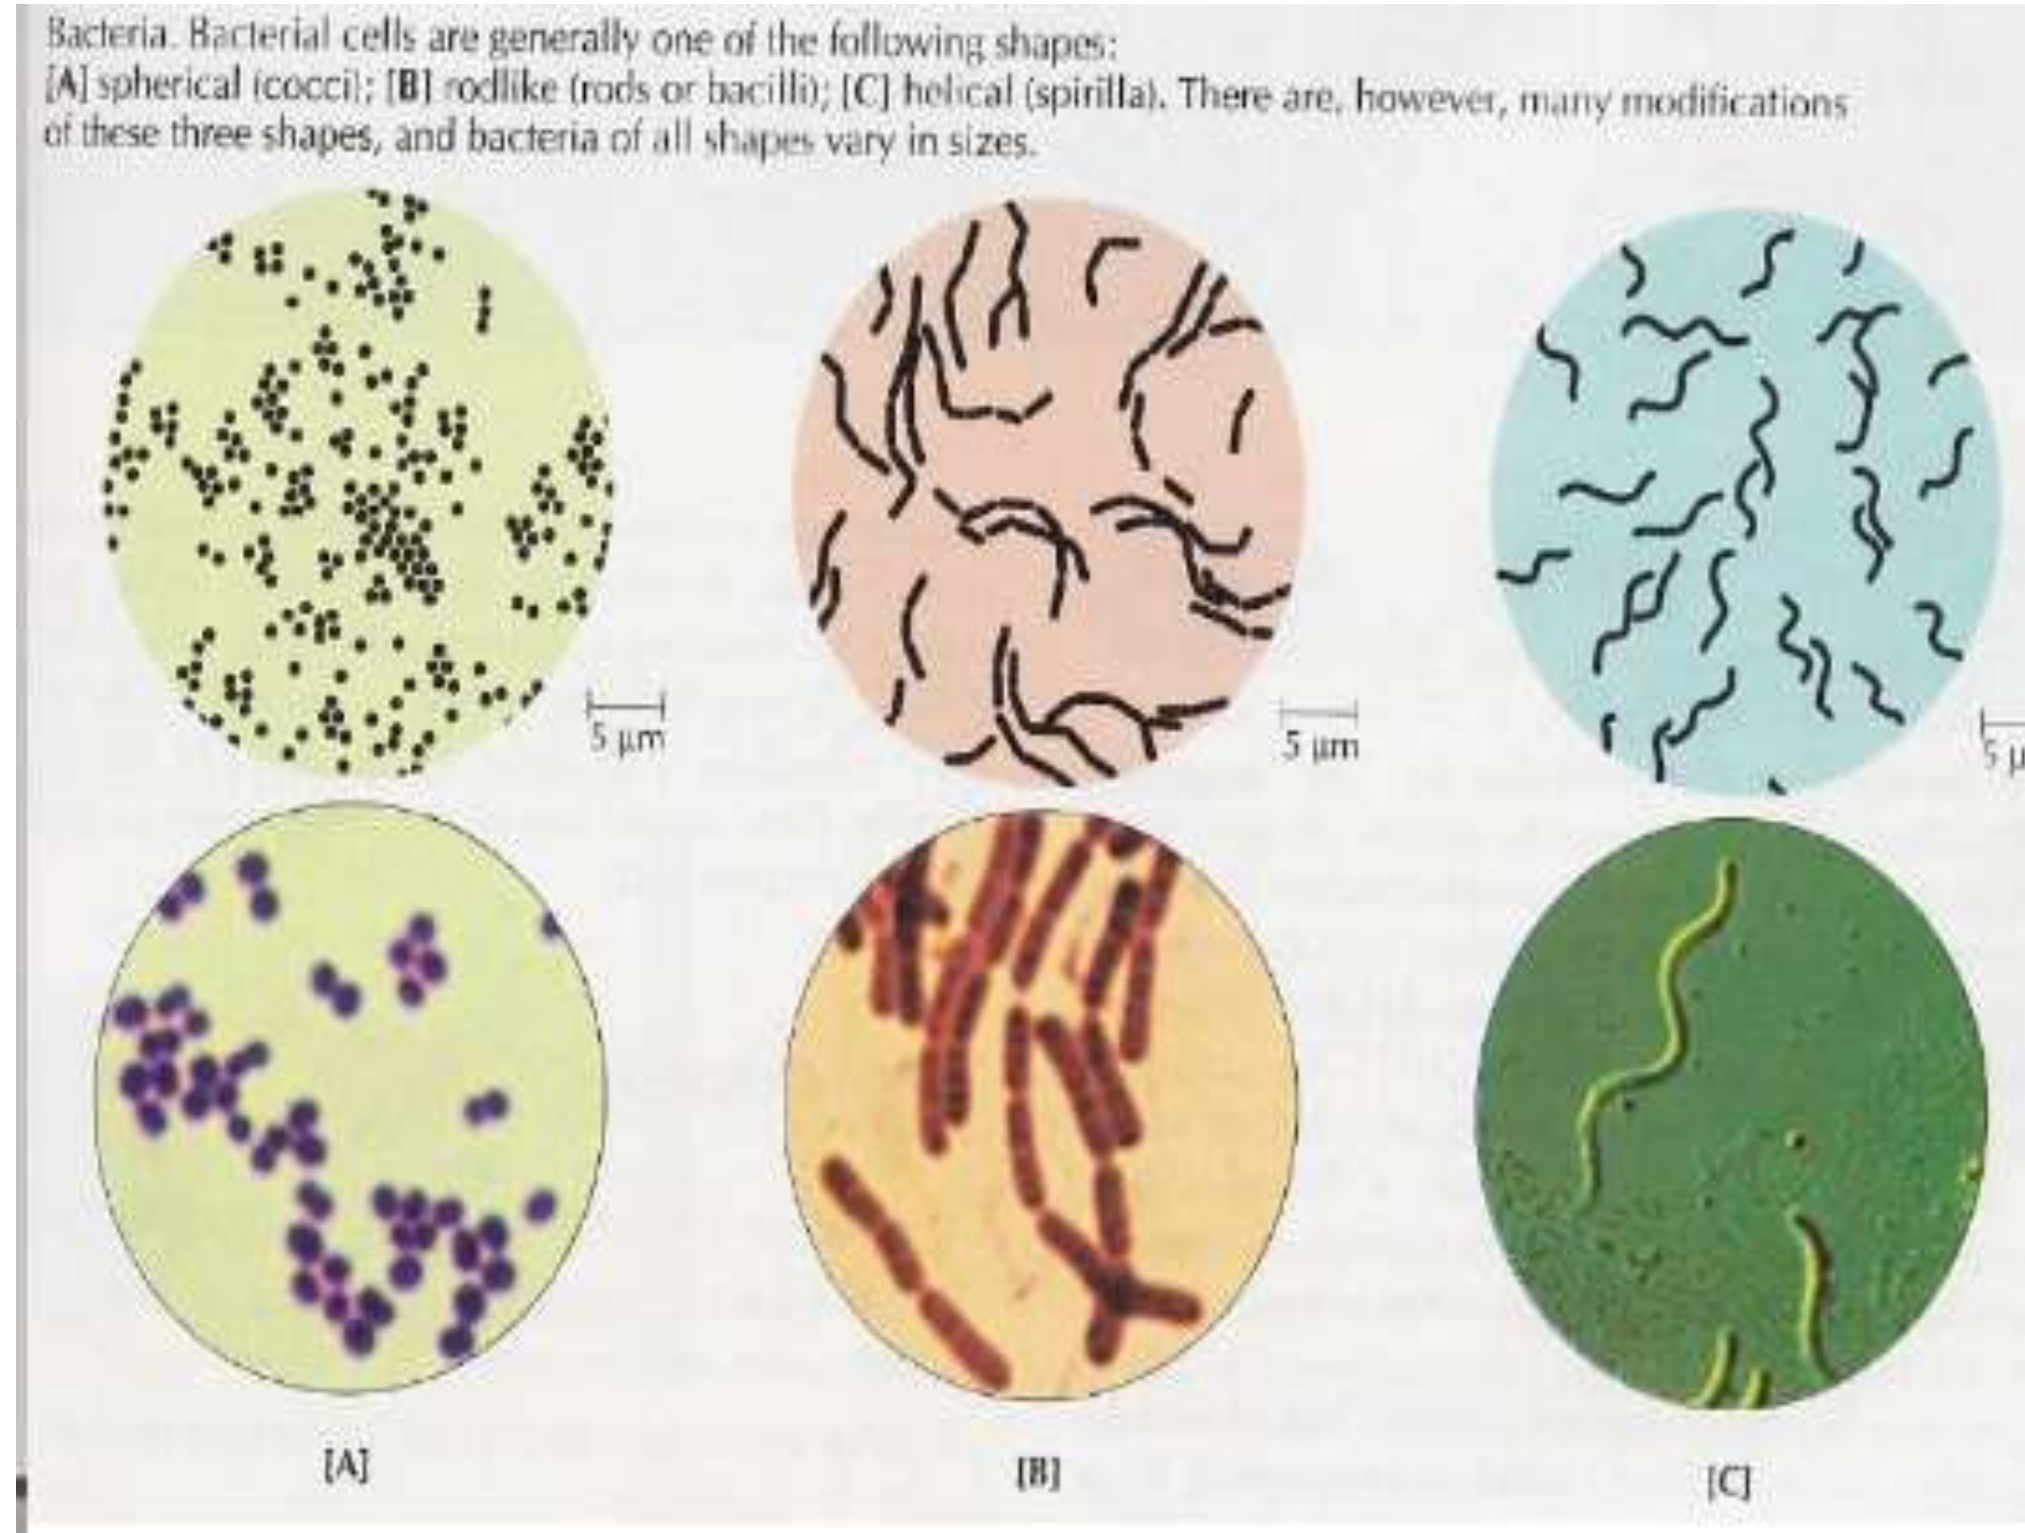 Bacteria. Bacterial cells are generally one of the following shapes:
[A] spherical (cocci); [B] rodlike (rods or bacilli); [C] helical (spirilla). There are, however, many modifications
of these three shapes, and bacteria of all shapes vary in sizes.
5 µm
5 µm
5 µ
[A]
[B]
[C]